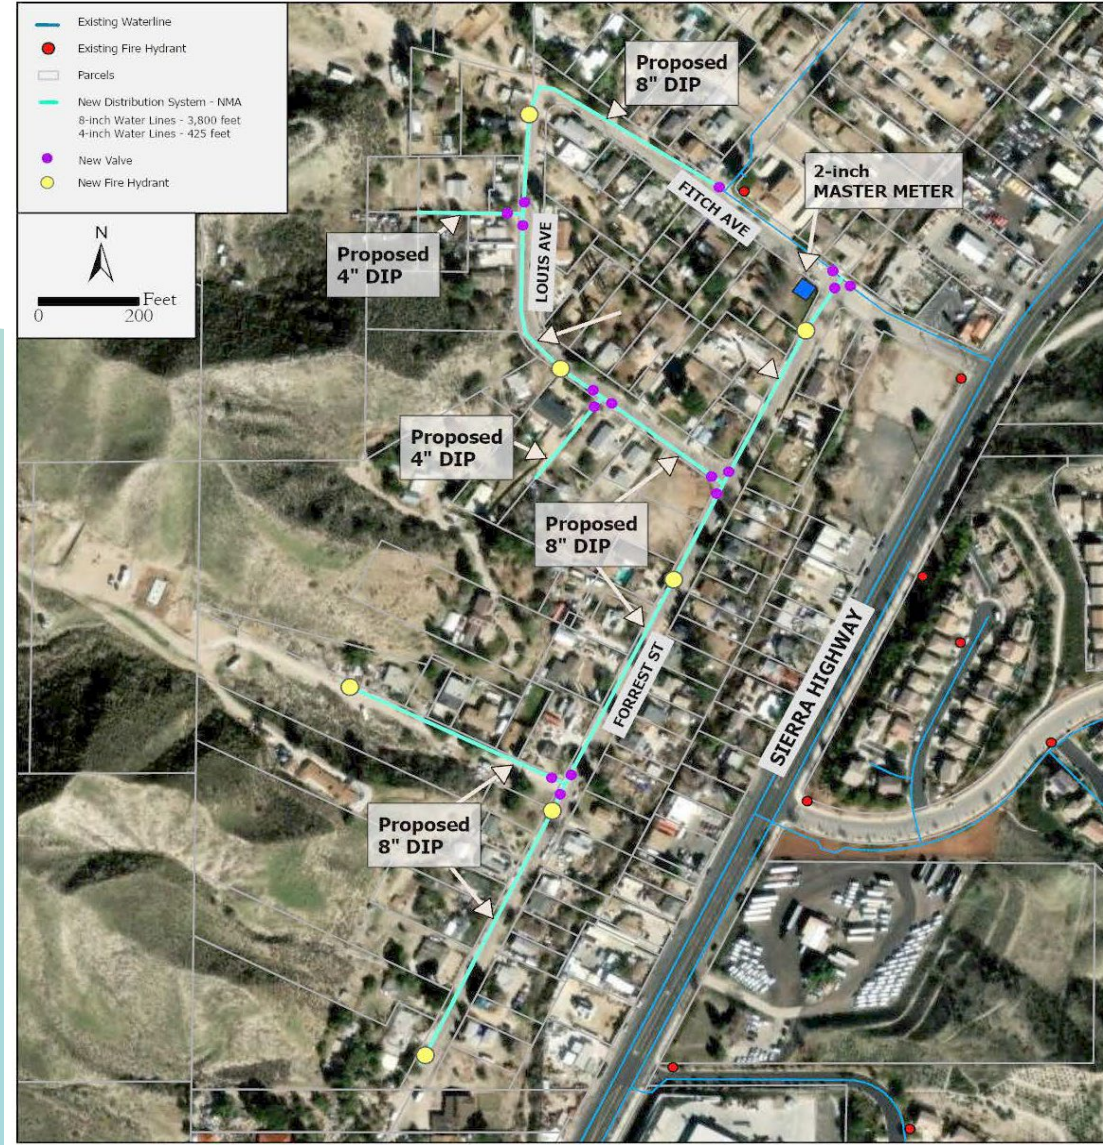 Existing Waterline
Existing Fire Hydrant
Parcels
New Distribution System - NMA
8-inch Water Lines - 3,800 feet
4-inch Water Lines - 425 feet
New Valve
New Fire Hydrant
N
Feet
0 200
Proposed
8" DIP
2-inch
MASTER METER
FITCH AVE
Proposed
4" DIP
LOUIS AVE
Proposed
4" DIP
Proposed
8" DIP
FORREST ST
SIERRA HIGHWAY
Proposed
8" DIP